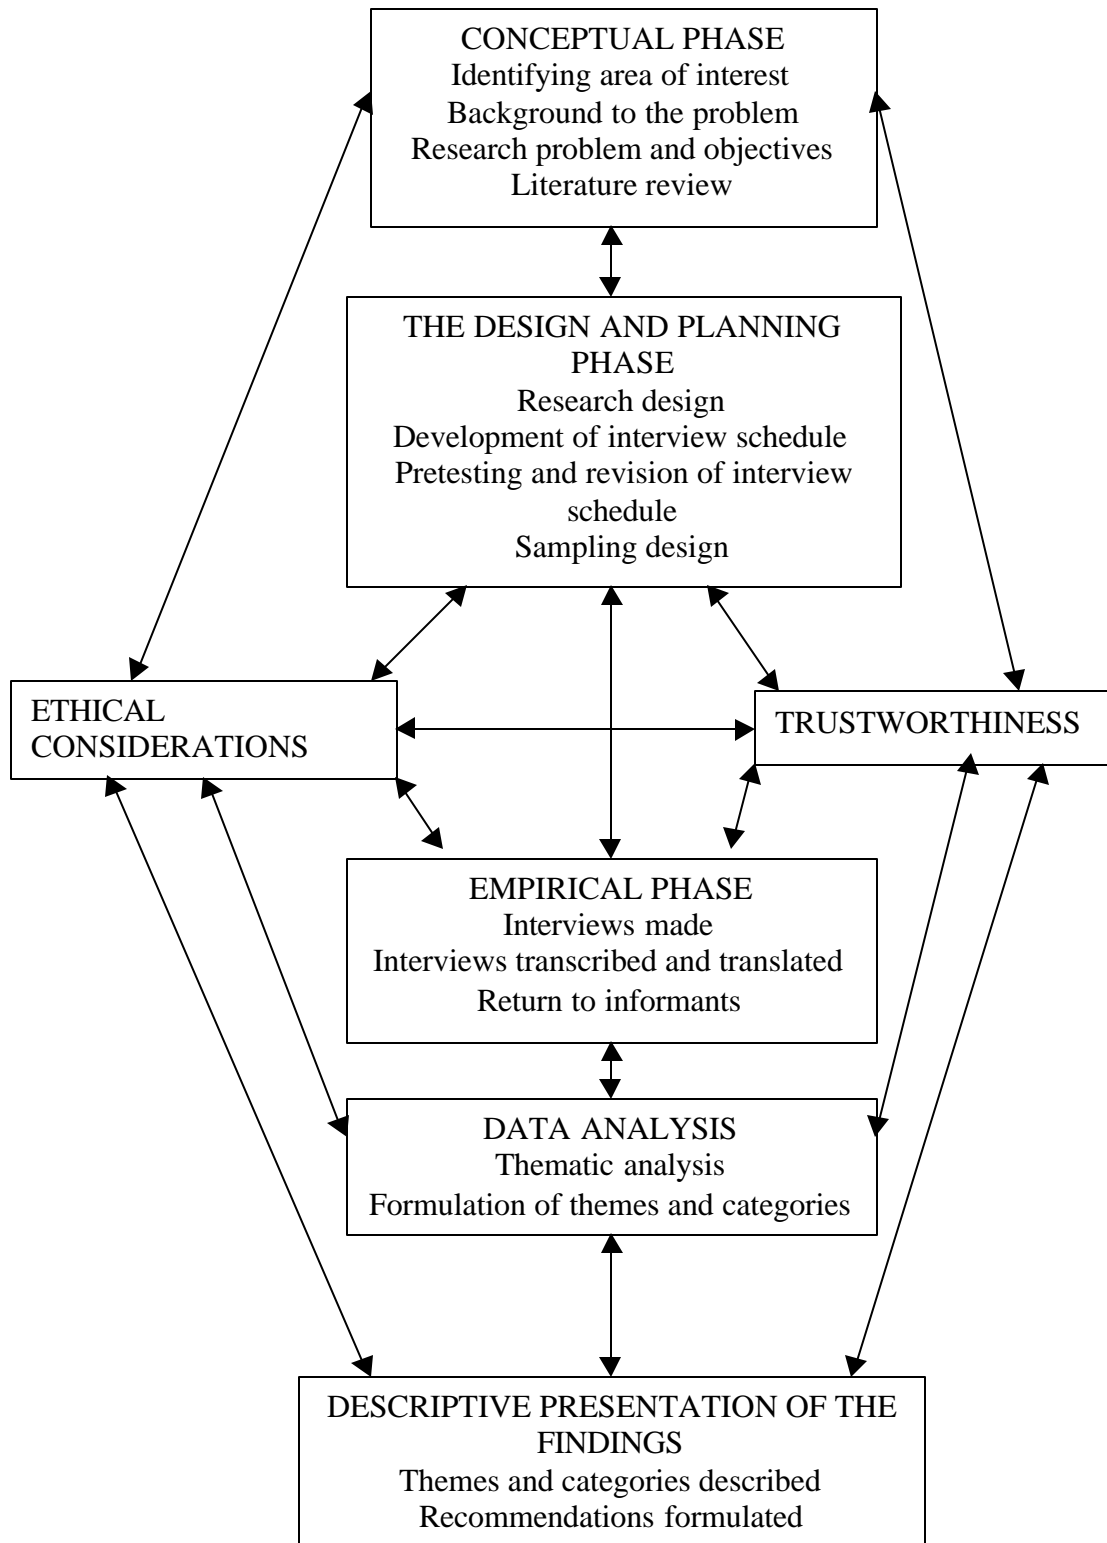 CONCEPTUAL PHASE
Identifying area of interest
Background to the problem
Research problem and objectives
Literature review
THE DESIGN AND PLANNING
PHASE
Research design
Development of interview schedule
Pretesting and revision of interview
schedule
Sampling design
ETHICAL
CONSIDERATIONS
TRUSTWORTHINESS
EMPIRICAL PHASE
Interviews made
Interviews transcribed and translated
Return to informants
DATA ANALYSIS
Thematic analysis
Formulation of themes and categories
DESCRIPTIVE PRESENTATION OF THE
FINDINGS
Themes and categories described
Recommendations formulated